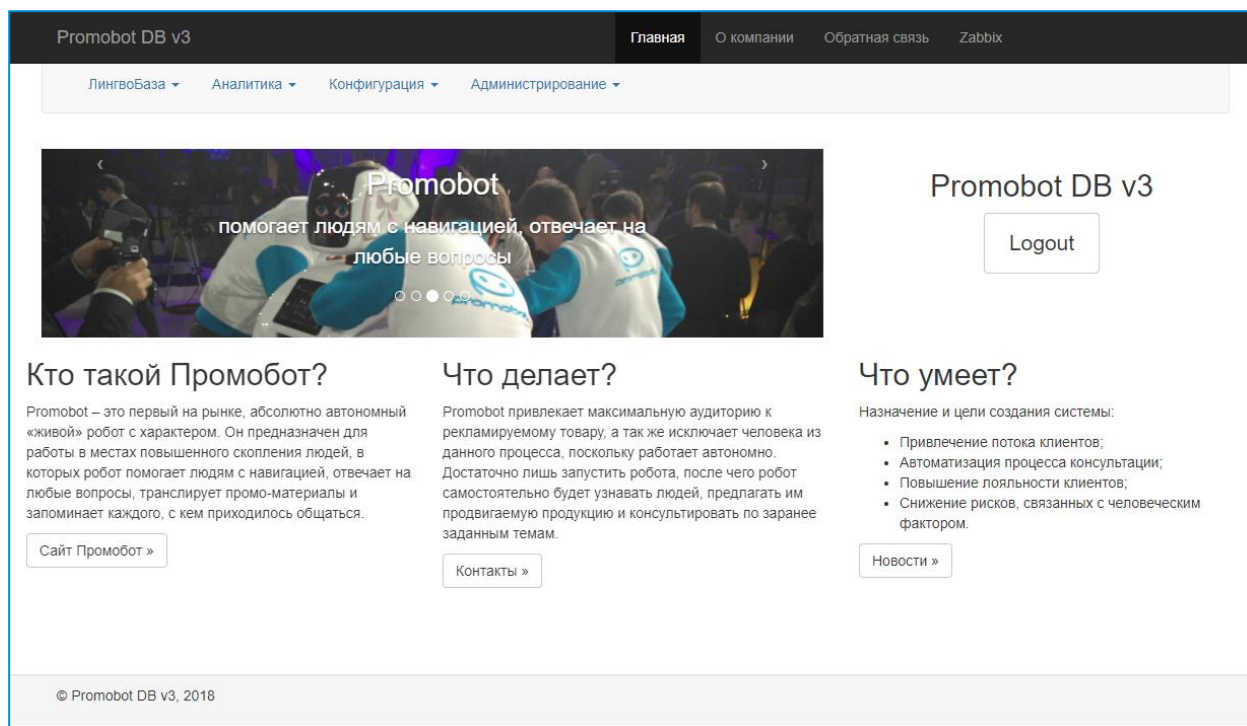 Promobot DB v3
Главная О компании Обратная связь Zabbix
ЛингвоБаза Аналитика Конфигурация Администрирование
Promobot
помогает людям с навигацией, отвечает на
любые вопросы
promobot
promobot
Promobot DB v3
Logout
Кто такой Промобот?
Promobot – это первый на рынке, абсолютно автономный
«живой» робот с характером. Он предназначен для
работы в местах повышенного скопления людей, в
которых робот помогает людям с навигацией, отвечает на
любые вопросы, транслирует промо-материалы и
запоминает каждого, с кем приходилось общаться.
Сайт Промобот »
Что делает?
Promobot привлекает максимальную аудиторию к
рекламируемому товару, а так же исключает человека из
данного процесса, поскольку работает автономно.
Достаточно лишь запустить робота, после чего робот
самостоятельно будет узнавать людей, предлагать им
продвигаемую продукцию и консультировать по заранее
заданным темам.
Контакты »
Что умеет?
Назначение и цели создания системы:
• Привлечение потока клиентов;
• Автоматизация процесса консультации;
• Повышение лояльности клиентов;
• Снижение рисков, связанных с человеческим
фактором.
Новости »
© Promobot DB v3, 2018